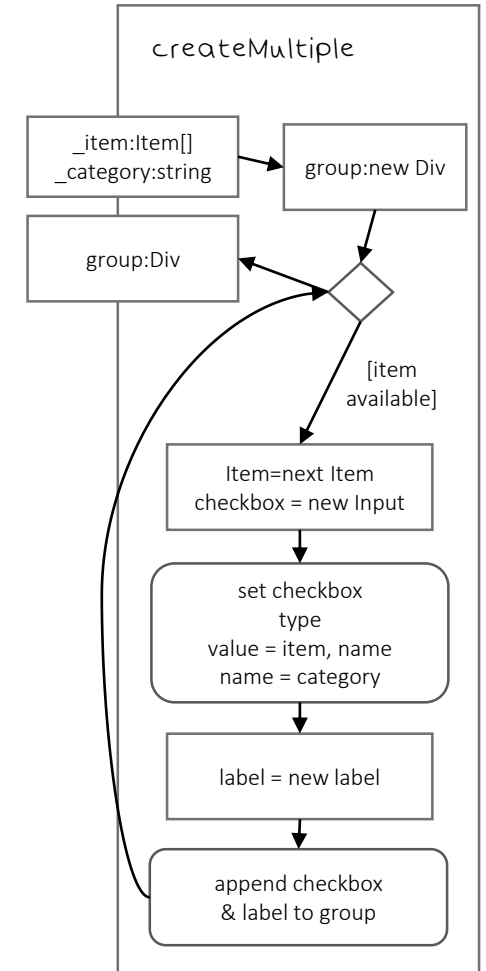 createMultiple
_item:Item[]
_category:string
group:new Div
group:Div
[item
available]
Item=next Item
checkbox = new Input
set checkbox
type
value = item, name
name = category
label = new label
append checkbox
& label to group